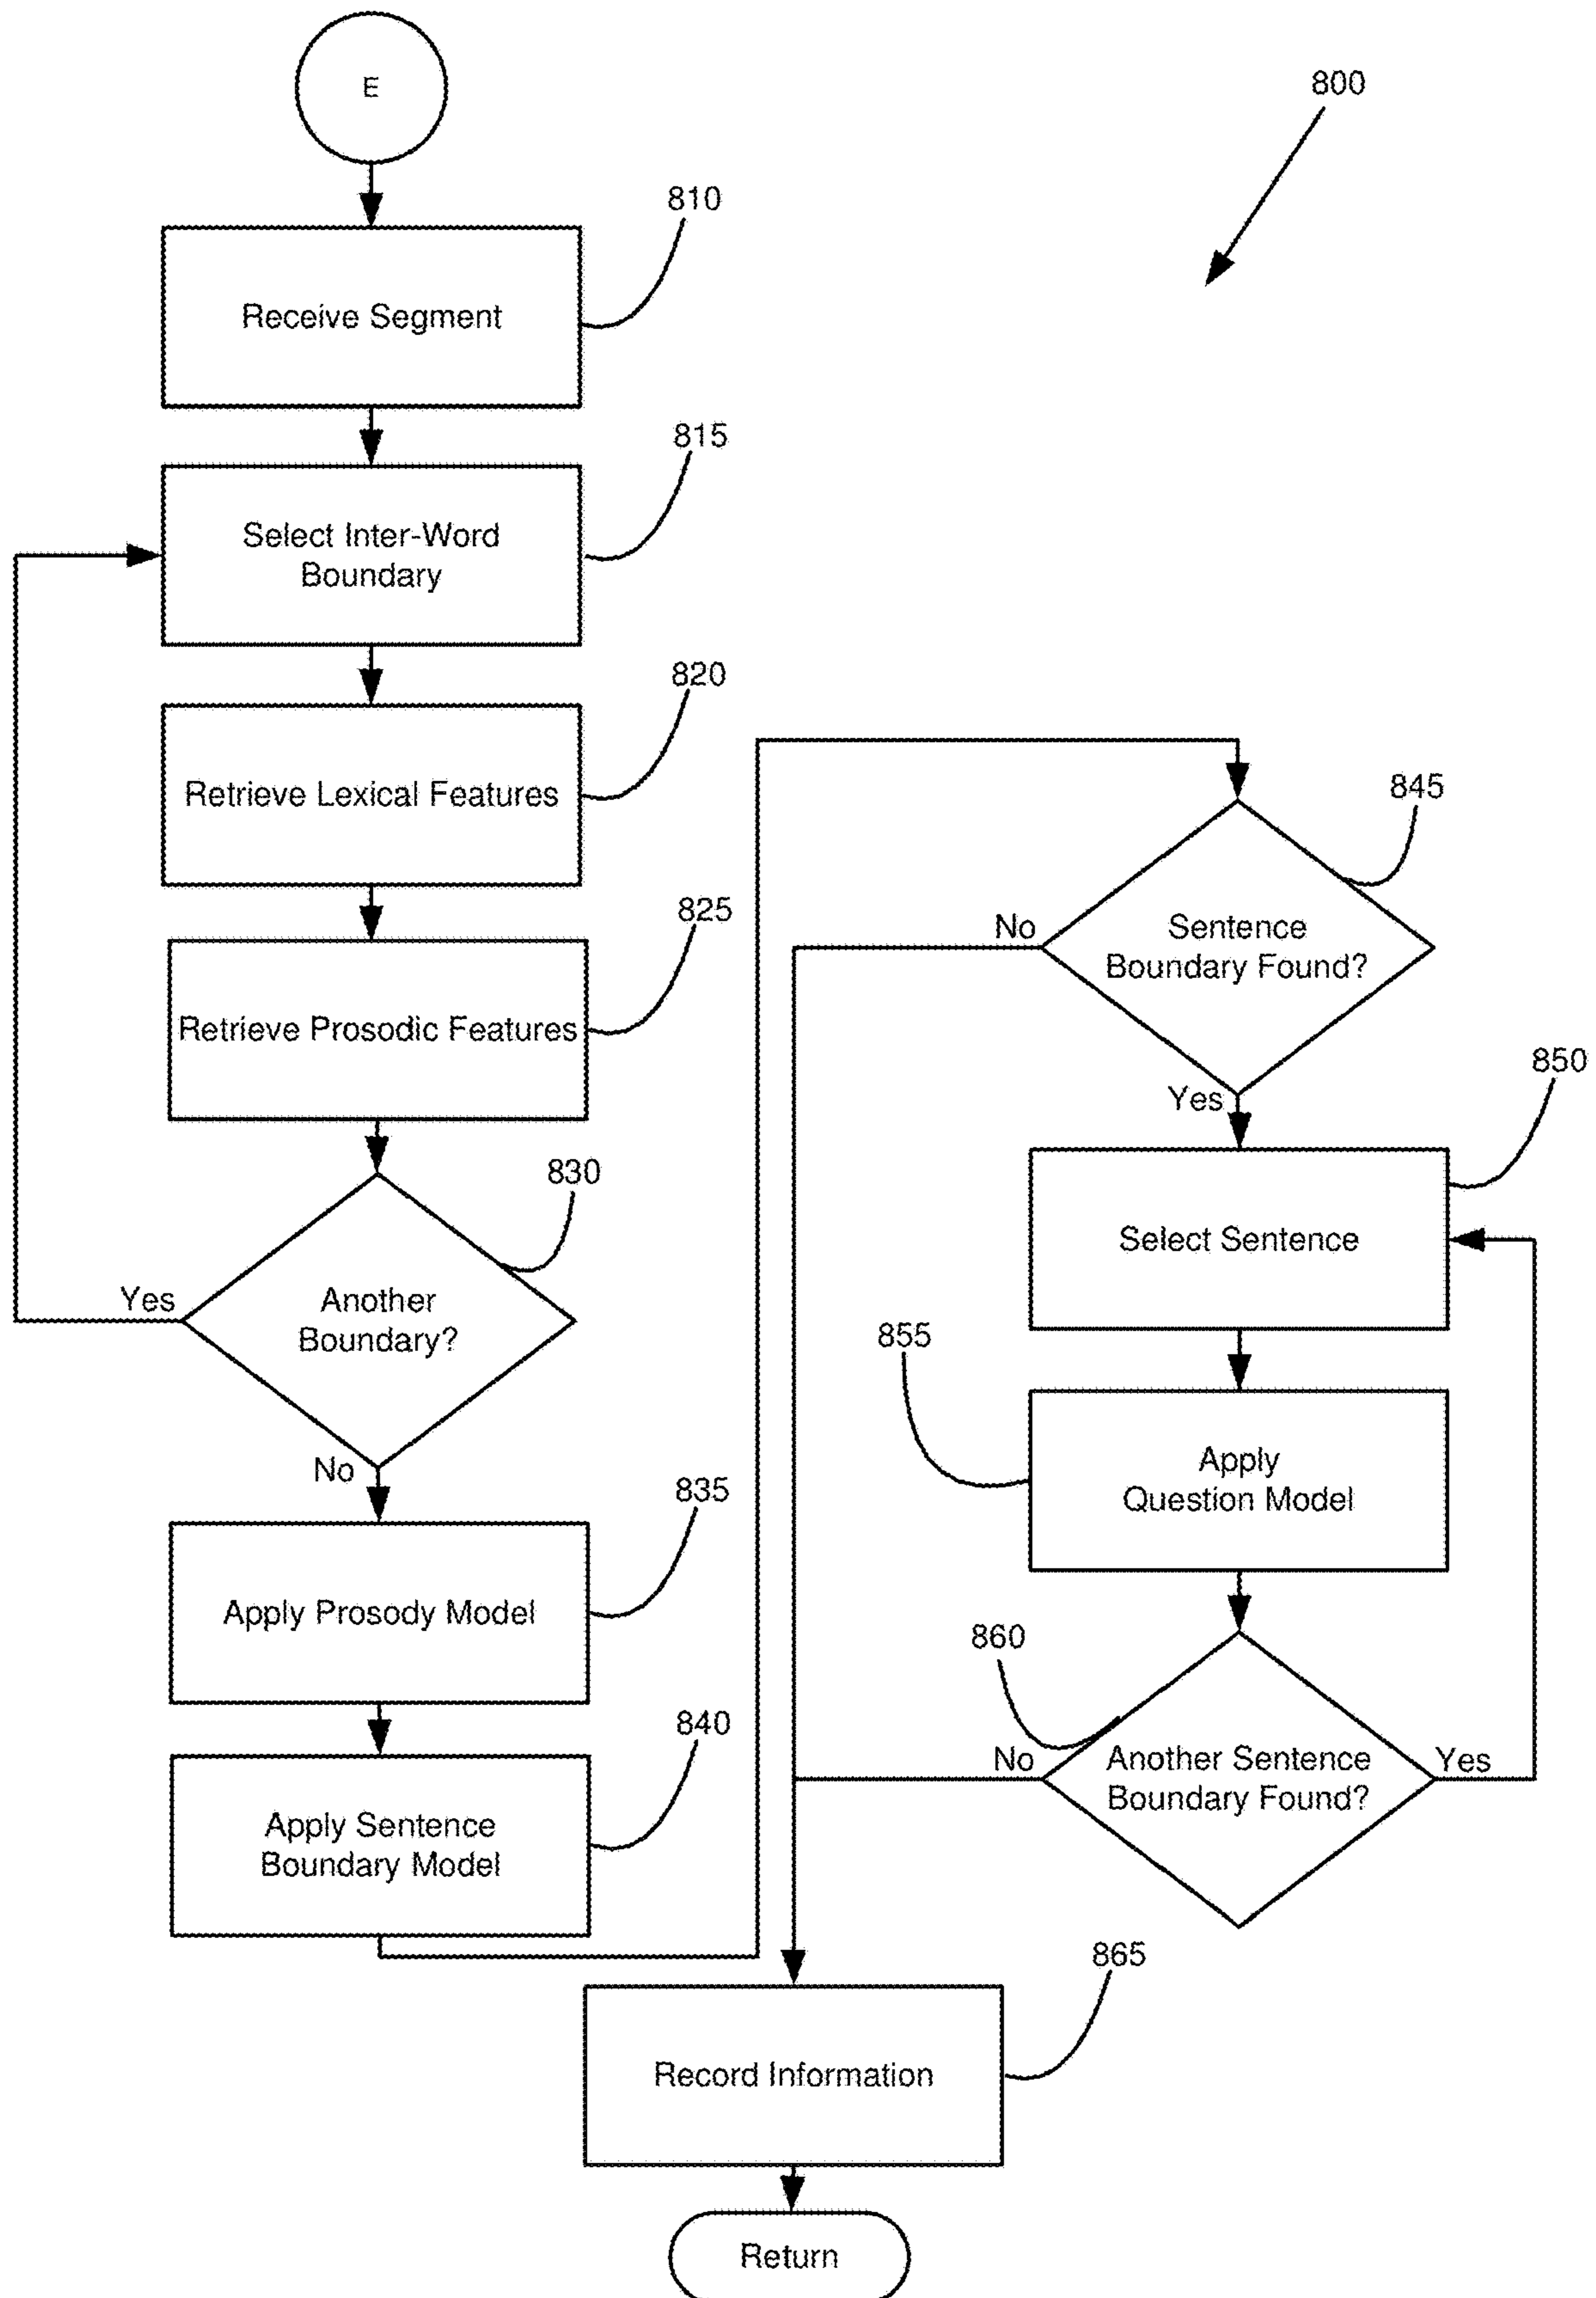 E
800
810
Receive Segment
815
Select Inter-Word
Boundary
820
Retrieve Lexical Features
825
Retrieve Prosodic Features
830
Another
Boundary?
Yes
No
835
Apply Prosody Model
840
Apply Sentence
Boundary Model
845
Sentence
Boundary Found?
No
Yes
850
Select Sentence
855
Apply
Question Model
860
Another Sentence
Boundary Found?
No
Yes
865
Record Information
Return